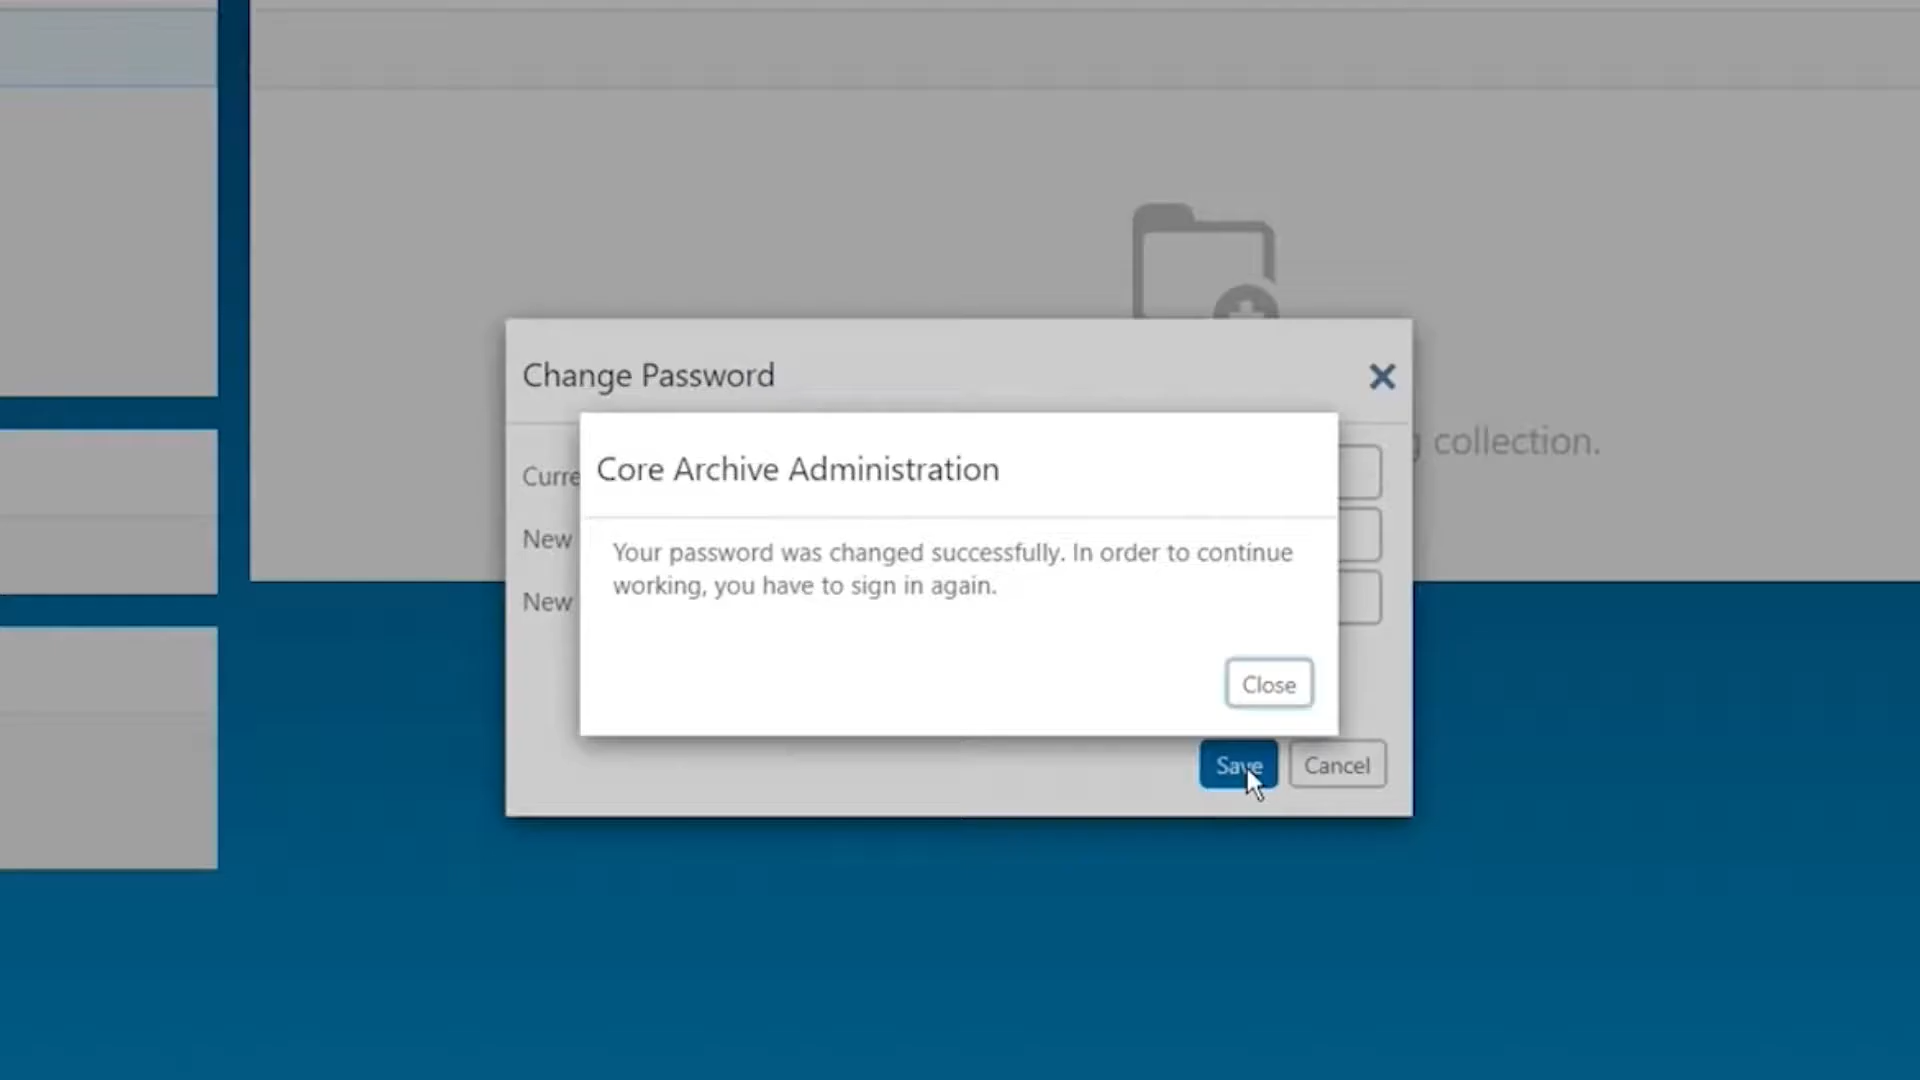 Change Password
collection.
Core Archive Administration
Curre
Your password was changed successfully. In order to continue
working, you have to sign in again.
New
New
Close
Save
Cancel